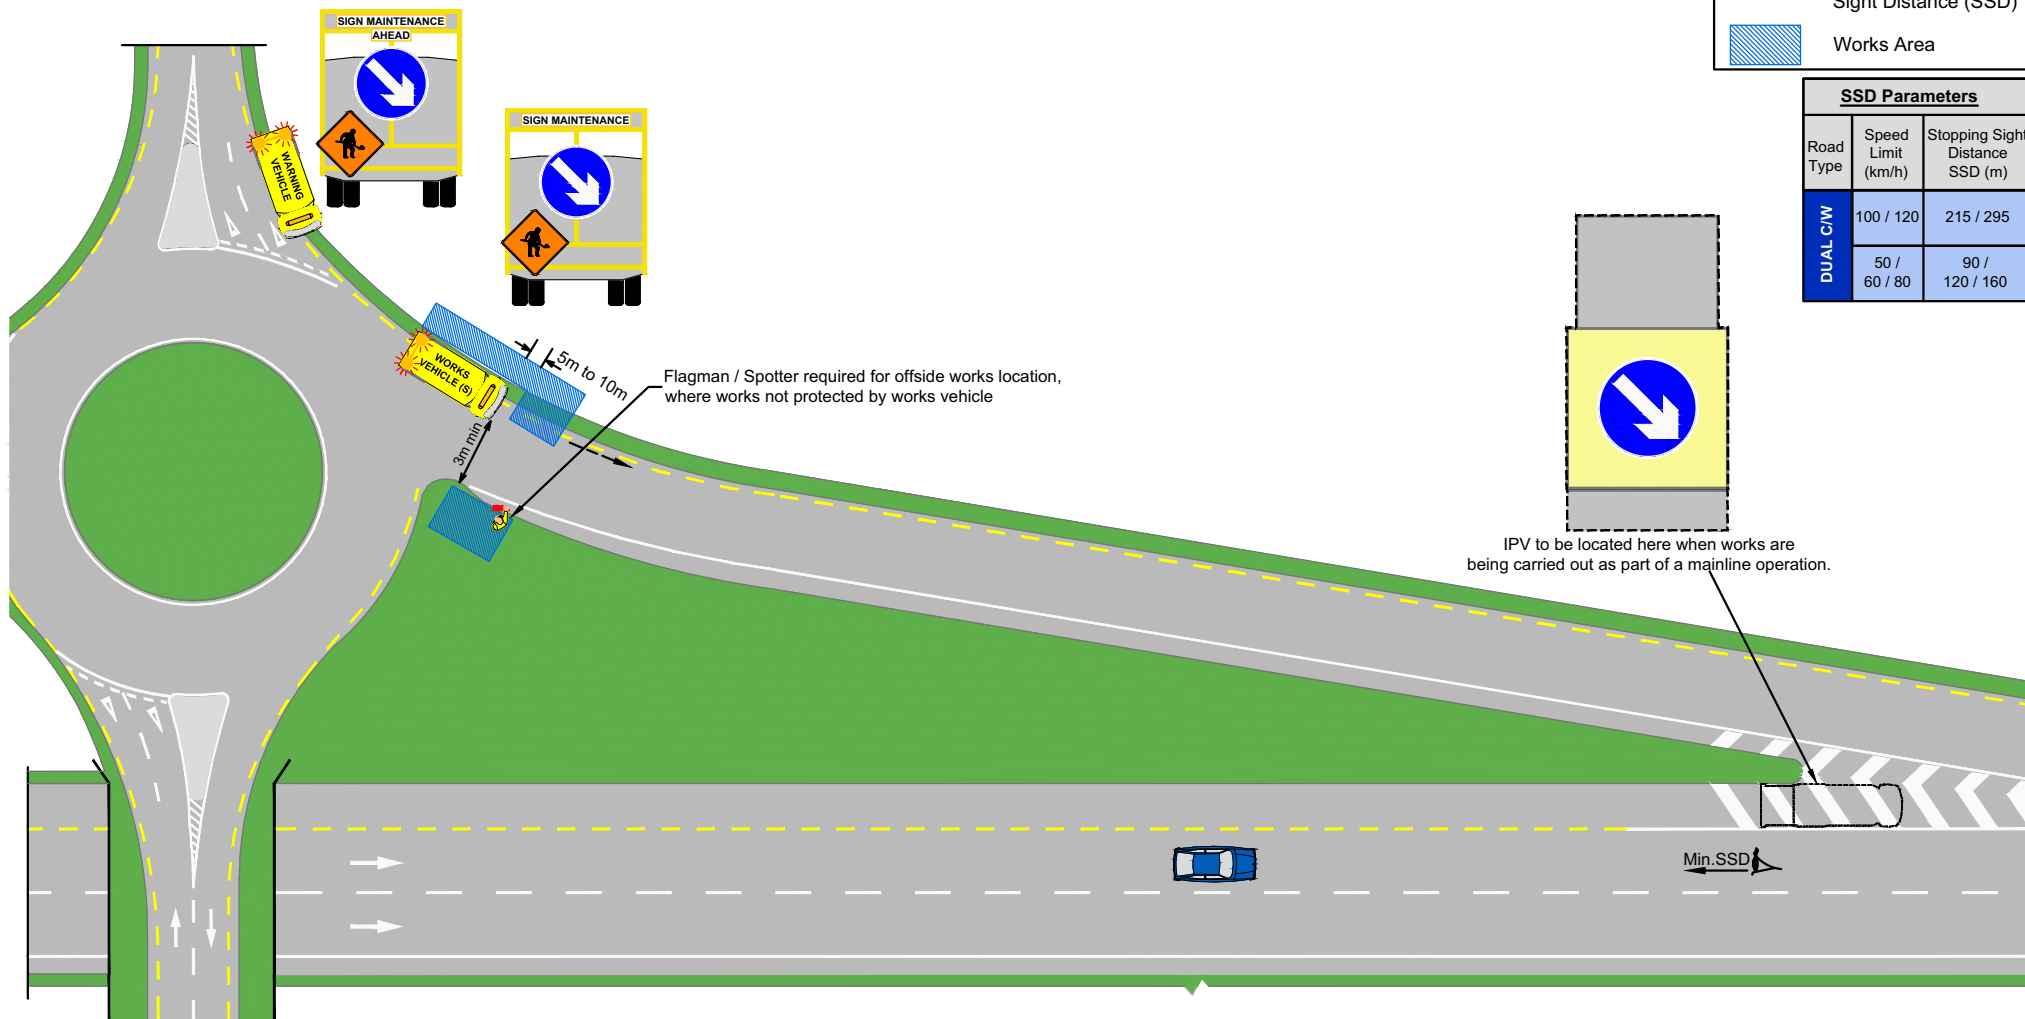 SIGN MAINTENANCE
AHEAD
SIGN MAINTENANCE
WARNING
VEHICLE
WORKS
VEHICLE (S)
5m to 10m
3m min
Flagman / Spotter required for offside works location,
where works not protected by works vehicle
Sight Distance (SSD)
Works Area
SSD Parameters
Road
Type
Speed
Limit
(km/h)
Stopping Sight
Distance
SSD (m)
DUAL C/W
100 / 120
215 / 295
50 /
60 / 80
90 /
120 / 160
IPV to be located here when works are
being carried out as part of a mainline operation.
Min.SSD